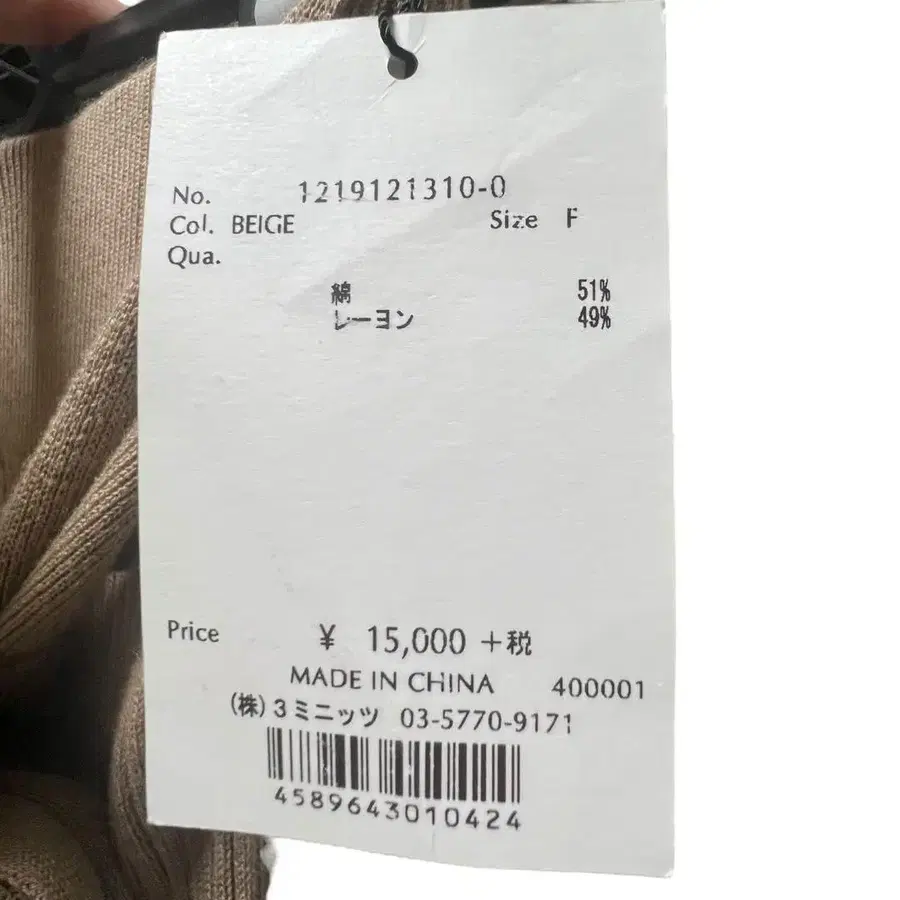 No. 1219121310-0
Col. BEIGE Size F
Qua.
綿 51%
レーヨン 49%
Price ¥ 15,000 +税
MADE IN CHINA 400001
(株)3ミニッツ 03-5770-9171
4589643010424